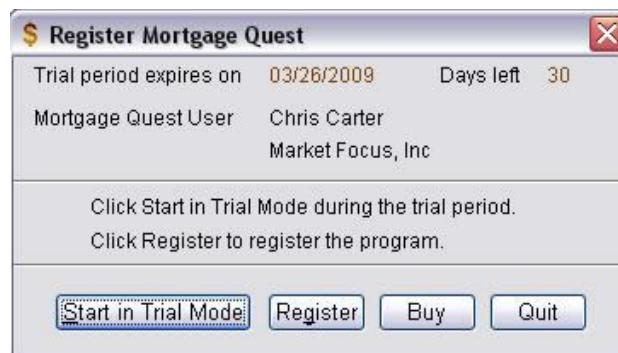 $ Register Mortgage Quest
Trial period expires on 03/26/2009 Days left 30
Mortgage Quest User Chris Carter
Market Focus, Inc
Click Start in Trial Mode during the trial period.
Click Register to register the program.
Start in Trial Mode Register Buy Quit